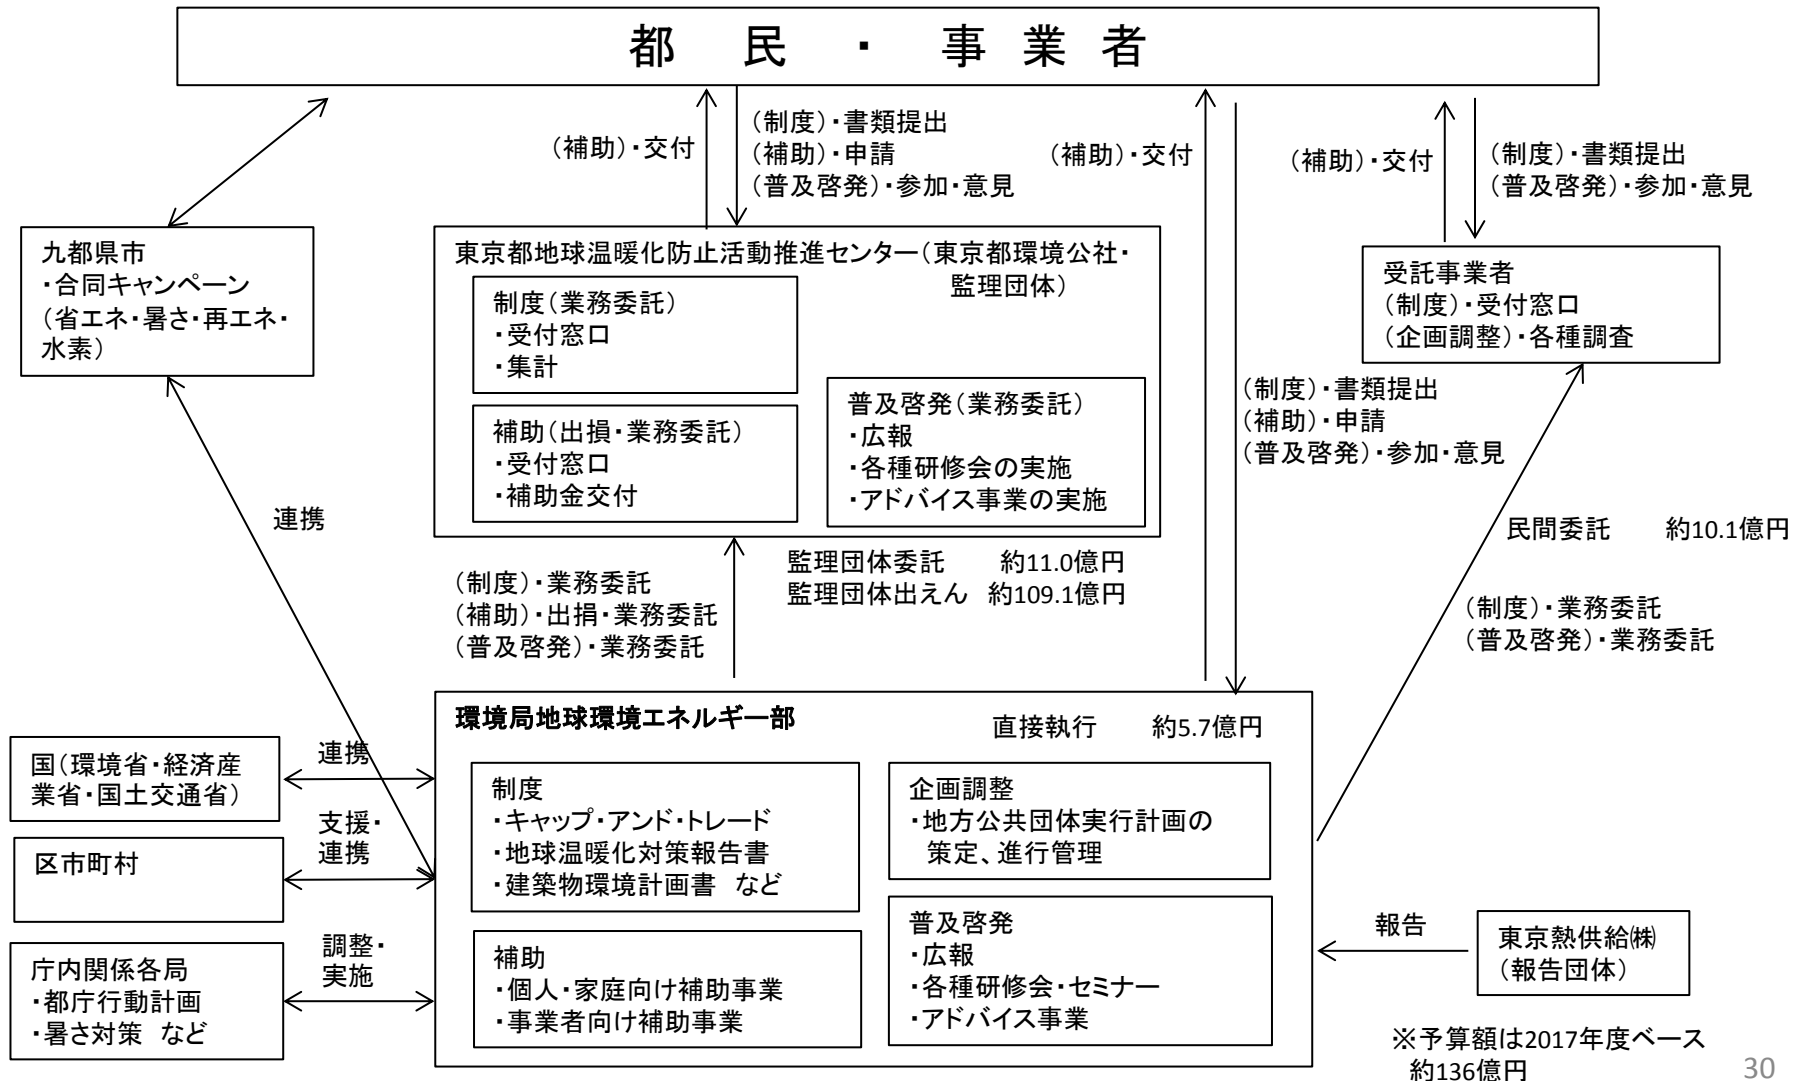 都　民　・　事　業　者
(補助)・交付
(制度)・書類提出
(補助)・申請
(普及啓発)・参加・意見
(補助)・交付
(補助)・交付
(制度)・書類提出
(普及啓発)・参加・意見
九都県市
・合同キャンペーン
(省エネ・暑さ・再エネ・
水素)
東京都地球温暖化防止活動推進センター(東京都環境公社・
監理団体)
制度(業務委託)
・受付窓口
・集計
補助(出損・業務委託)
・受付窓口
・補助金交付
普及啓発(業務委託)
・広報
・各種研修会の実施
・アドバイス事業の実施
受託事業者
(制度)・受付窓口
(企画調整)・各種調査
(制度)・書類提出
(補助)・申請
(普及啓発)・参加・意見
連携
民間委託　　約10.1億円
監理団体委託　　約11.0億円
監理団体出えん　約109.1億円
(制度)・業務委託
(補助)・出捐・業務委託
(普及啓発)・業務委託
(制度)・業務委託
(普及啓発)・業務委託
環境局地球環境エネルギー部
直接執行　　約5.7億円
国(環境省・経済産
業省・国土交通省)
連携
支援・
連携
区市町村
調整・
実施
庁内関係各局
・都庁行動計画
・暑さ対策　など
制度
・キャップ・アンド・トレード
・地球温暖化対策報告書
・建築物環境計画書　など
補助
・個人・家庭向け補助事業
・事業者向け補助事業
企画調整
・地方公共団体実行計画の
策定、進行管理
普及啓発
・広報
・各種研修会・セミナー
・アドバイス事業
報告
東京熱供給㈱
(報告団体)
※予算額は2017年度ベース
約136億円
30